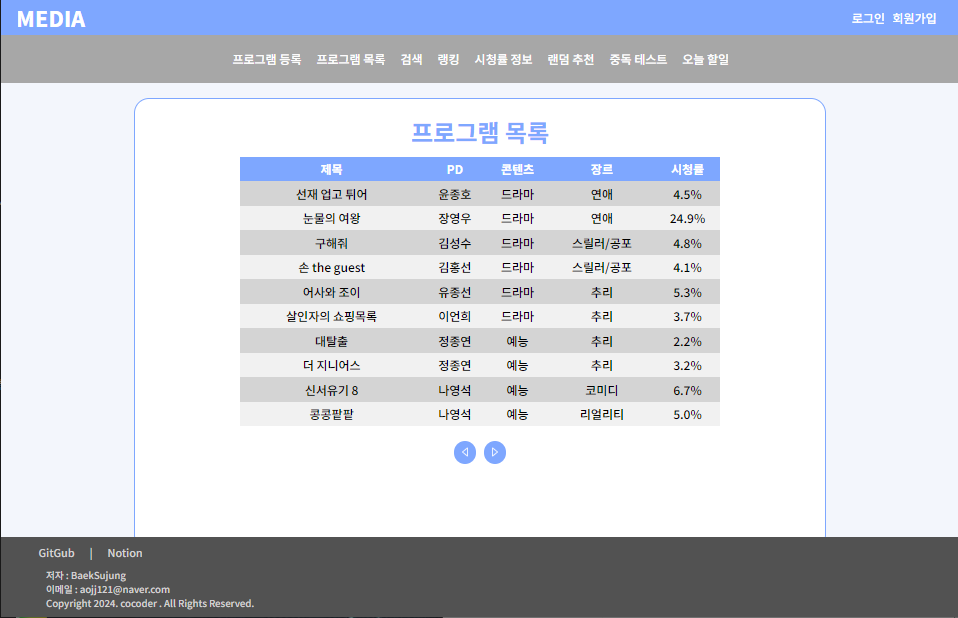 MEDIA 로그인 회원가입
프로그램 등록 프로그램 목록 검색 랭킹 시청률 정보 랜덤 추천 중독 테스트 오늘 할일
프로그램 목록
제목 PD 콘텐츠 장르 시청률
선재 업고 튀어 윤종호 드라마 연애 4.5%
눈물의 여왕 장영우 드라마 연애 24.9%
구해줘 김성수 드라마 스릴러/공포 4.8%
손 the guest 김홍선 드라마 스릴러/공포 4.1%
어사와 조이 유종선 드라마 추리 5.3%
살인자의 쇼핑목록 이언희 드라마 추리 3.7%
대탈출 정종연 예능 추리 2.2%
더 지니어스 정종연 예능 추리 3.2%
신서유기 8 나영석 예능 코미디 6.7%
콩콩팥팥 나영석 예능 리얼리티 5.0%
GitGub | Notion
저자 : BaekSujung
이메일 : aojj121@naver.com
Copyright 2024. cocoder . All Rights Reserved.